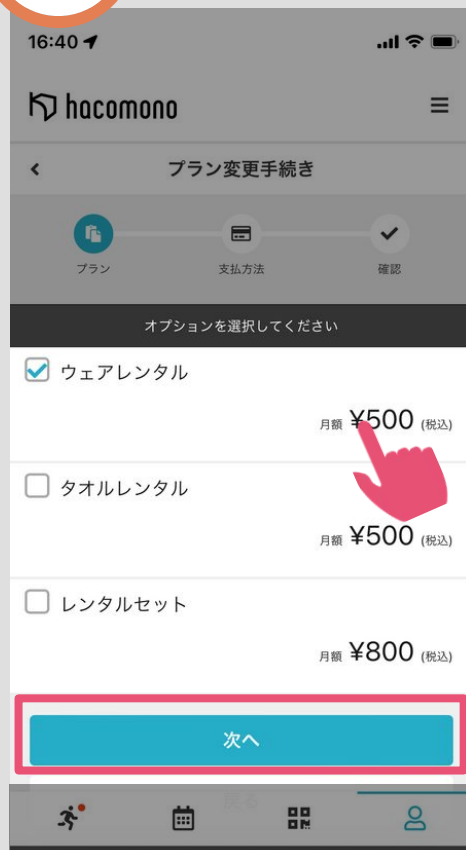 16:40
hacomono
プラン変更手続き
プラン 支払方法 確認
オプションを選択してください
ウェアレンタル
月額 ¥500 (税込)
タオルレンタル
月額 ¥500 (税込)
レンタルセット
月額 ¥800 (税込)
次へ
戻る